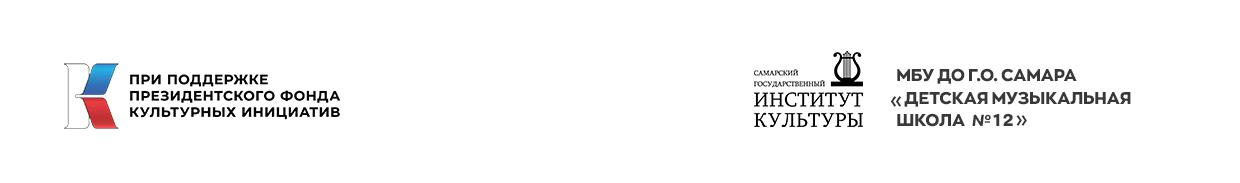 ПРИ ПОДДЕРЖКЕ
ПРЕЗИДЕНТСКОГО ФОНДА
КУЛЬТУРНЫХ ИНИЦИАТИВ
САМАРСКИЙ
ГОСУДАРСТВЕННЫЙ
ИНСТИТУТ
КУЛЬТУРЫ
МБУ ДО Г.О. САМАРА
«ДЕТСКАЯ МУЗЫКАЛЬНАЯ
ШКОЛА №12»